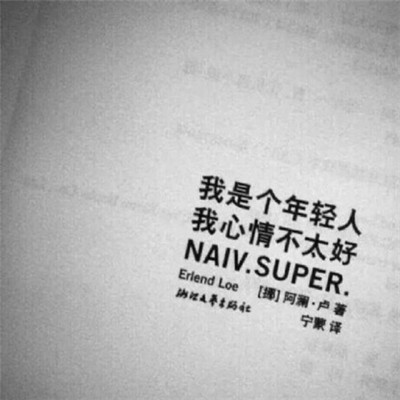 我是个年轻人
我心情不太好
NAIV.SUPER.
Erlend Loe [挪] 阿澜·卢 著
宁蒙 译
浙江文艺出版社